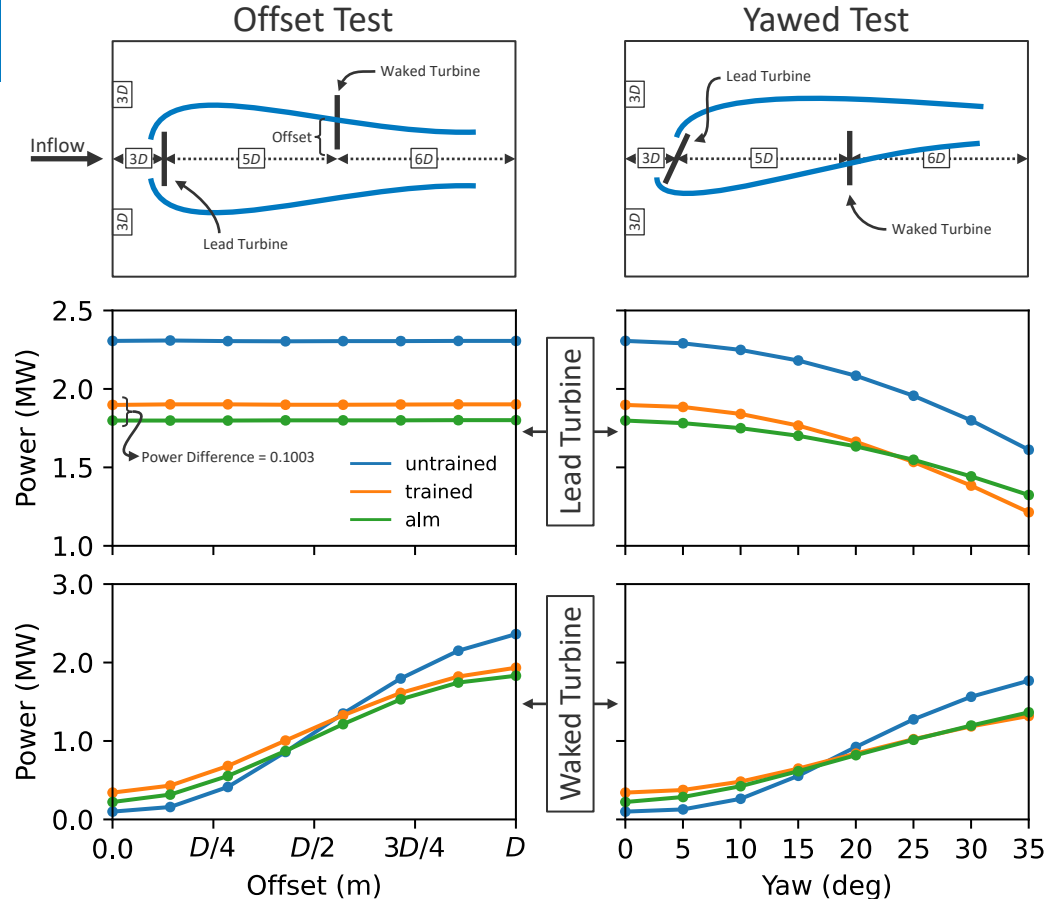 Offset Test
Yawed Test
3D
Waked Turbine
Offset
Inflow
3D
5D
6D
3D
Lead Turbine
Lead Turbine
3D
3D
5D
6D
3D
Waked Turbine
Power (MW)
2.5
2.0
1.5
1.0
Power Difference = 0.1003
untrained
trained
alm
Lead Turbine
Power (MW)
3.0
2.0
1.0
0.0
0.0
D/4
D/2
3D/4
D
Offset (m)
Waked Turbine
0
5
10
15
20
25
30
35
Yaw (deg)